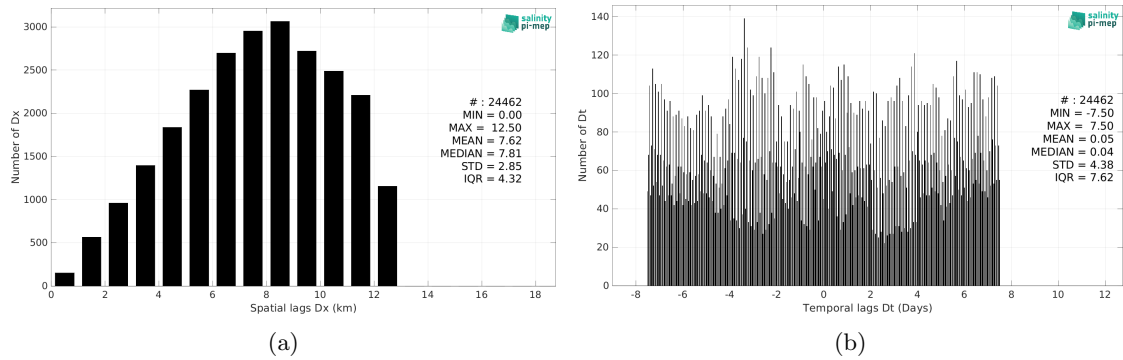 salinity
pi-mep
3000
2500
2000
1500
1000
500
0
Number of Dx
# : 24462
MIN = 0.00
MAX = 12.50
MEAN = 7.62
MEDIAN = 7.81
STD = 2.85
IQR = 4.32
0 2 4 6 8 10 12 14 16 18
Spatial lags Dx (km)
(a)
salinity
pi-mep
140
120
100
80
60
40
20
0
Number of Dt
# : 24462
MIN = -7.50
MAX = 7.50
MEAN = 0.05
MEDIAN = 0.04
STD = 4.38
IQR = 7.62
-8 -6 -4 -2 0 2 4 6 8 10 12
Temporal lags Dt (Days)
(b)